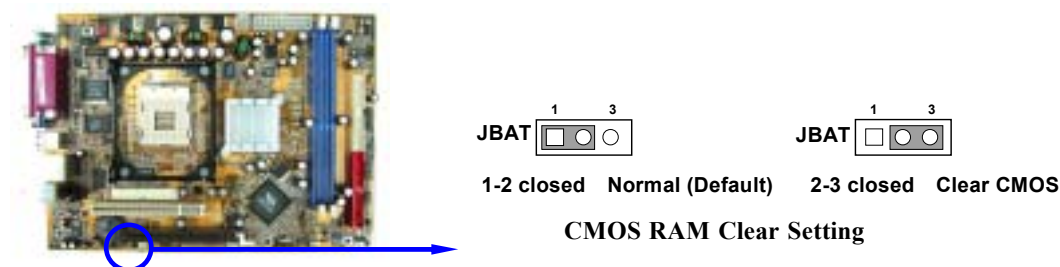 1 3
JBAT
1-2 closed Normal (Default)
1 3
JBAT
2-3 closed Clear CMOS
CMOS RAM Clear Setting